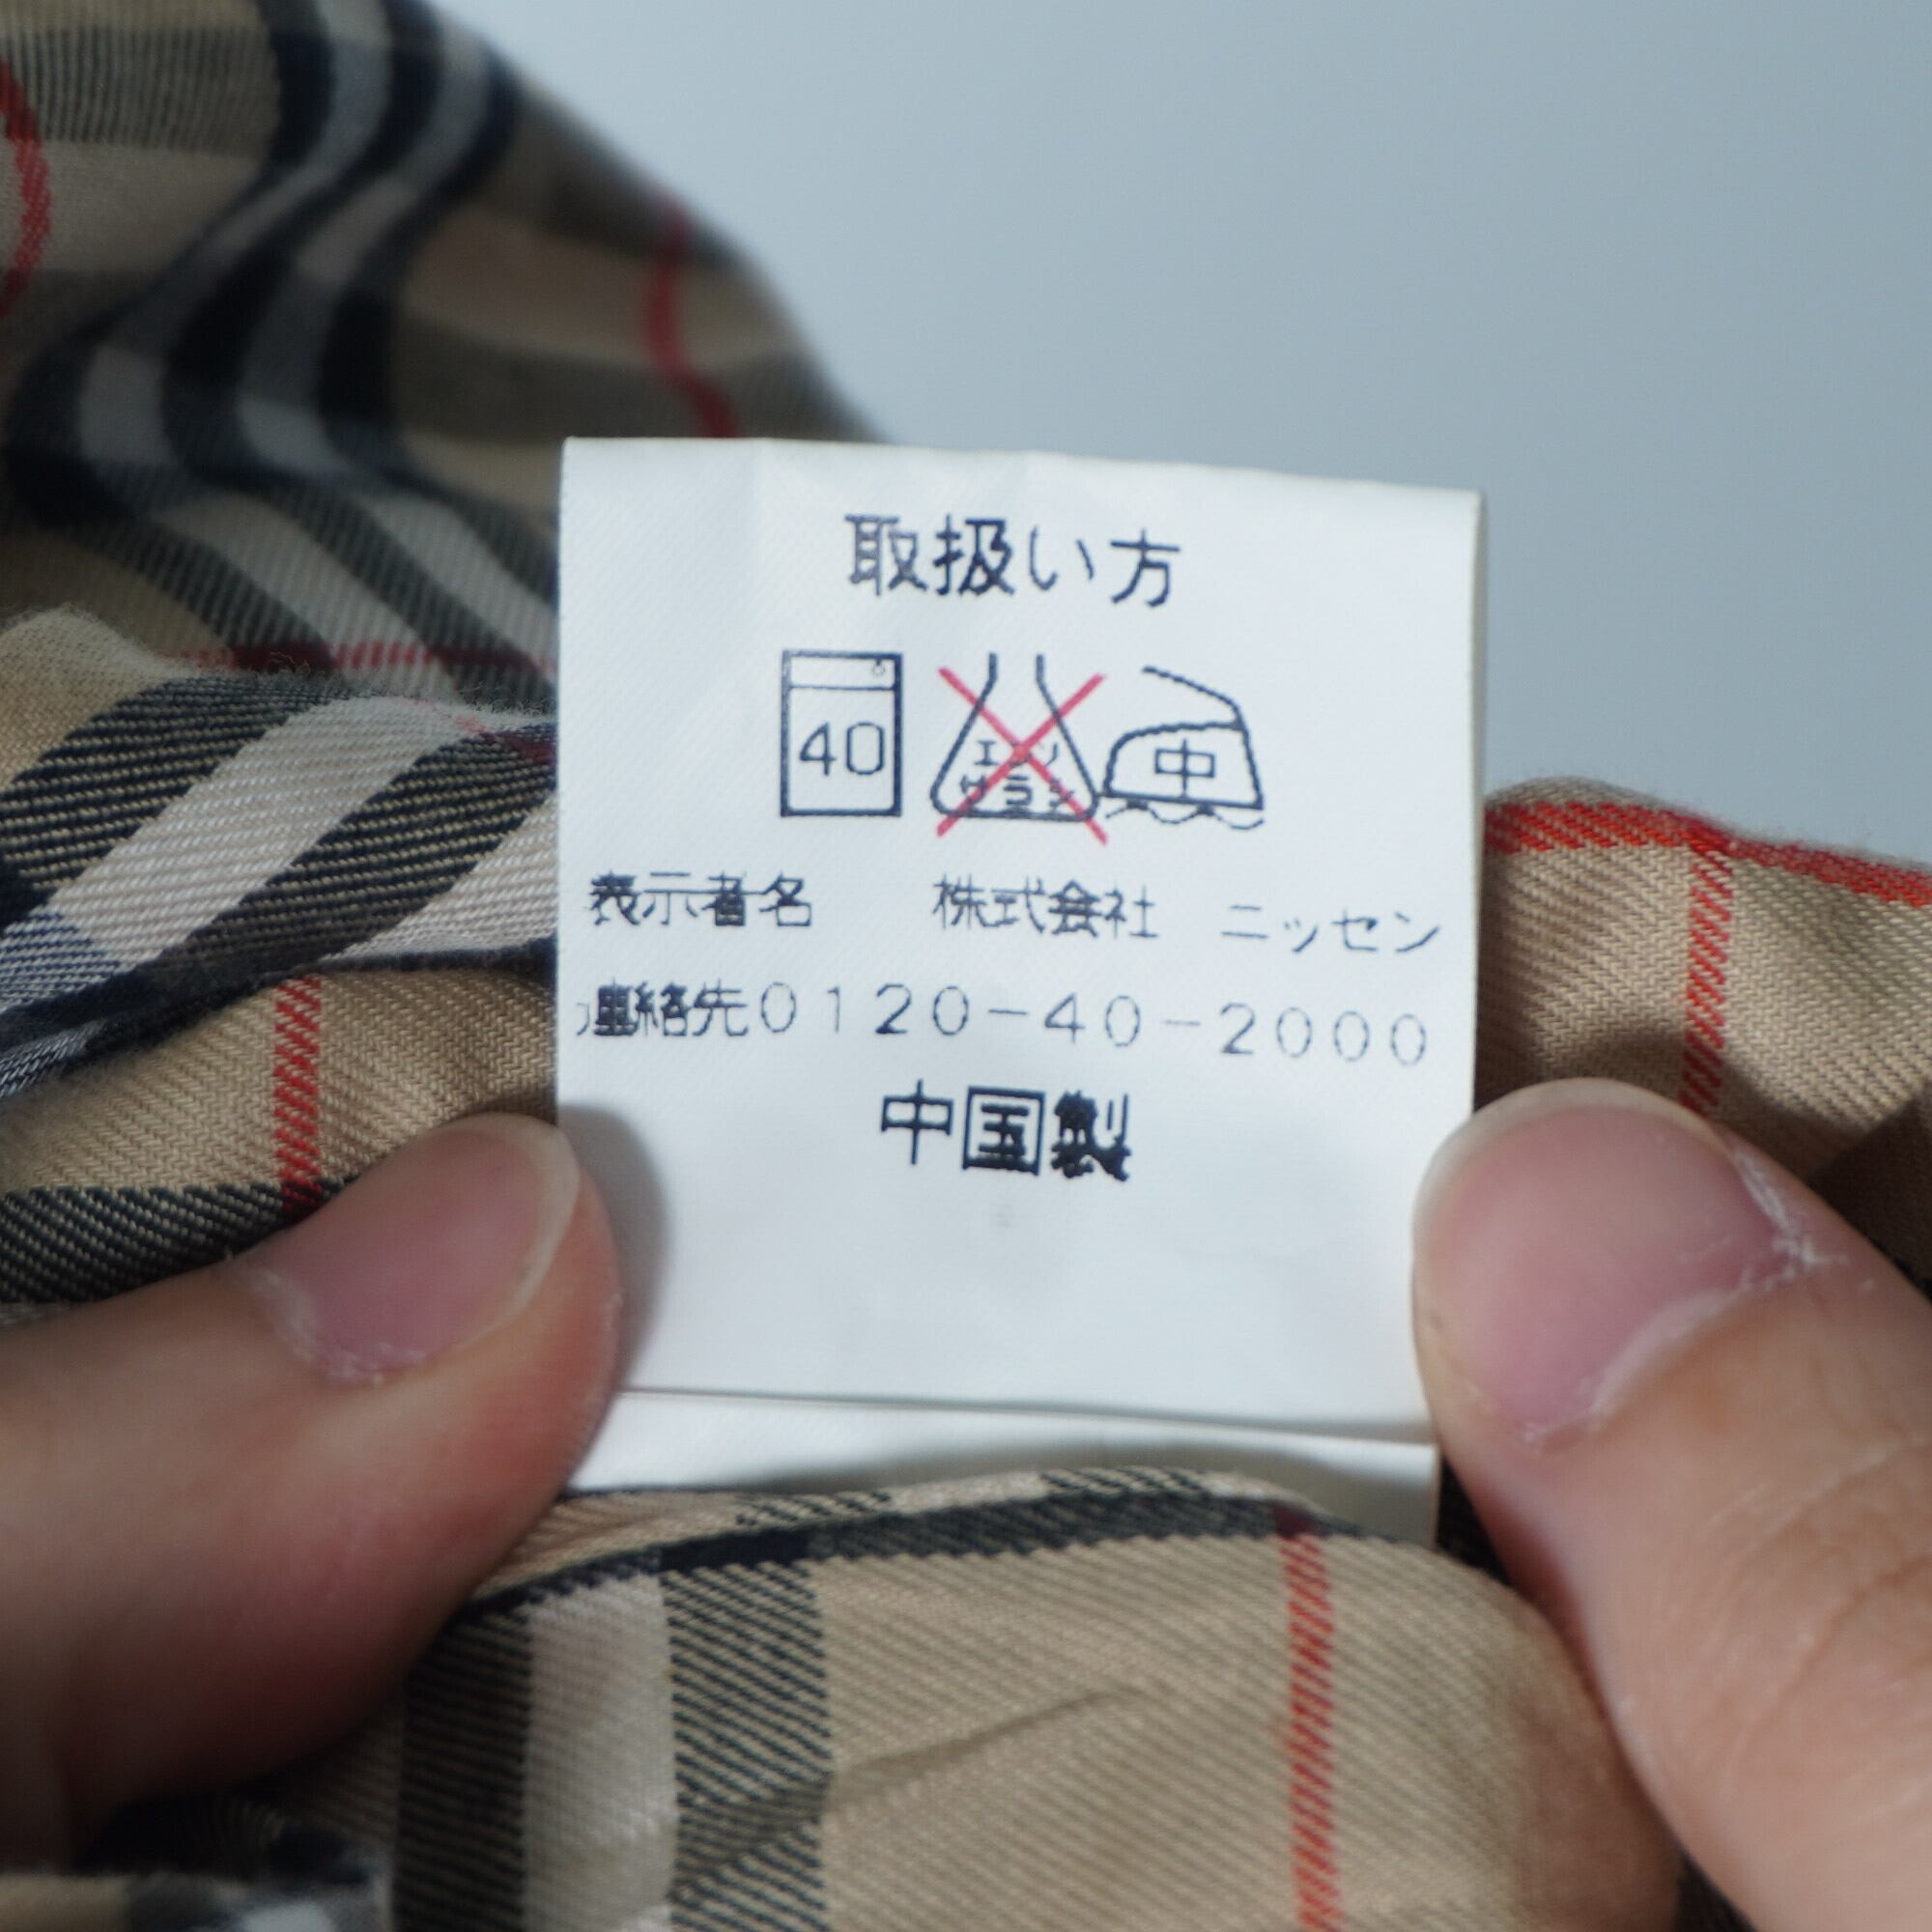 取扱い方
40 エンソ サラシ 中
表示者名 株式会社 ニッセン
連絡先0120-40-2000
中国製